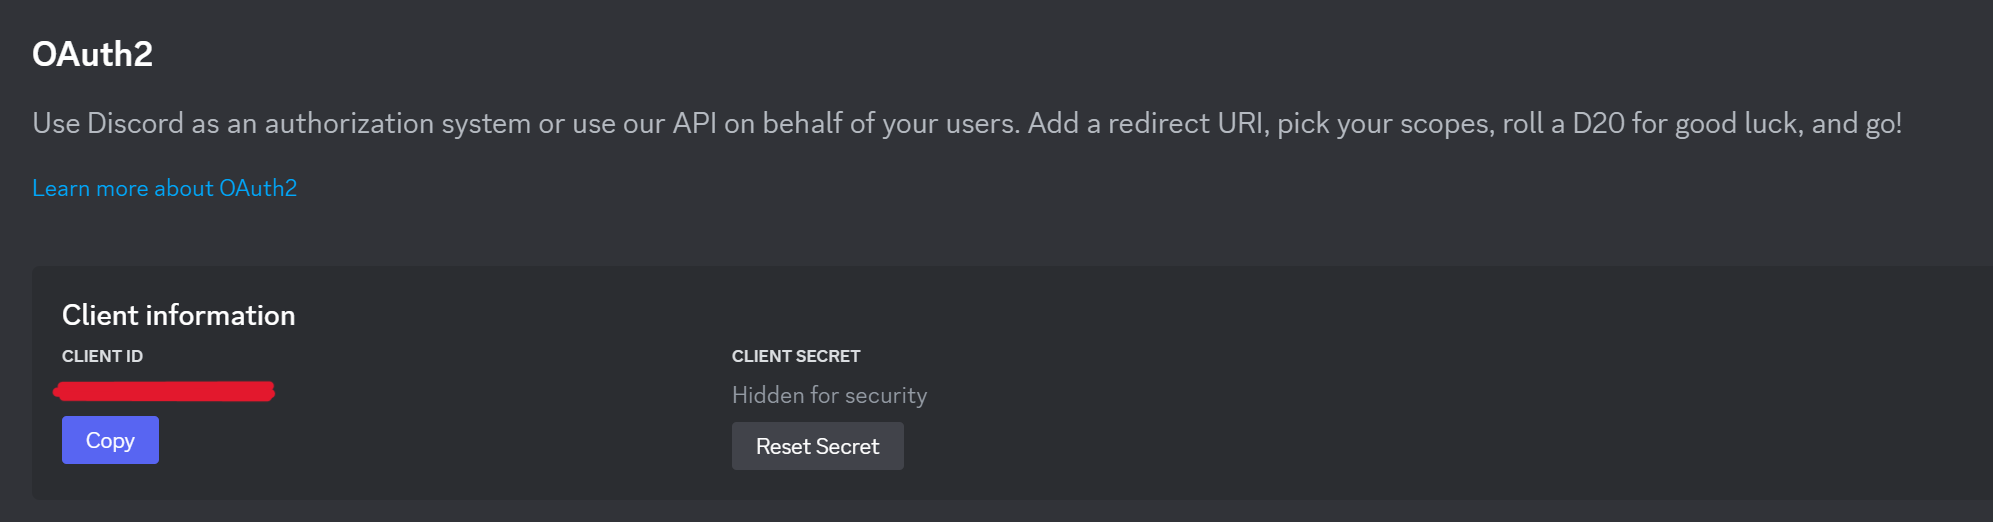 OAuth2
Use Discord as an authorization system or use our API on behalf of your users. Add a redirect URI, pick your scopes, roll a D20 for good luck, and go!
Learn more about OAuth2
Client information
CLIENT ID
CLIENT SECRET
Hidden for security
Copy
Reset Secret